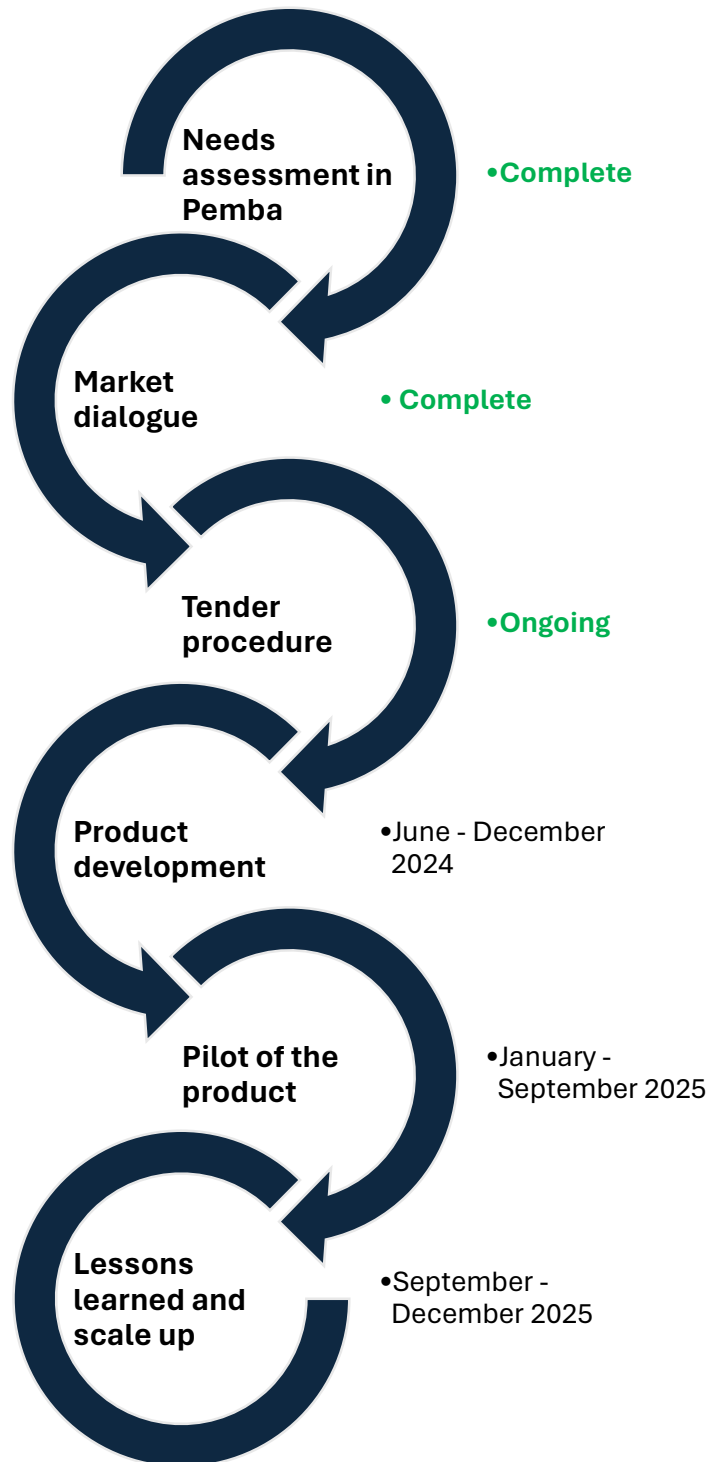 Needs
assessment in
Pemba
•Complete
Market
dialogue
• Complete
Tender
procedure
•Ongoing
Product
development
•June - December
2024
Pilot of the
product
•January -
September 2025
Lessons
learned and
scale up
•September -
December 2025